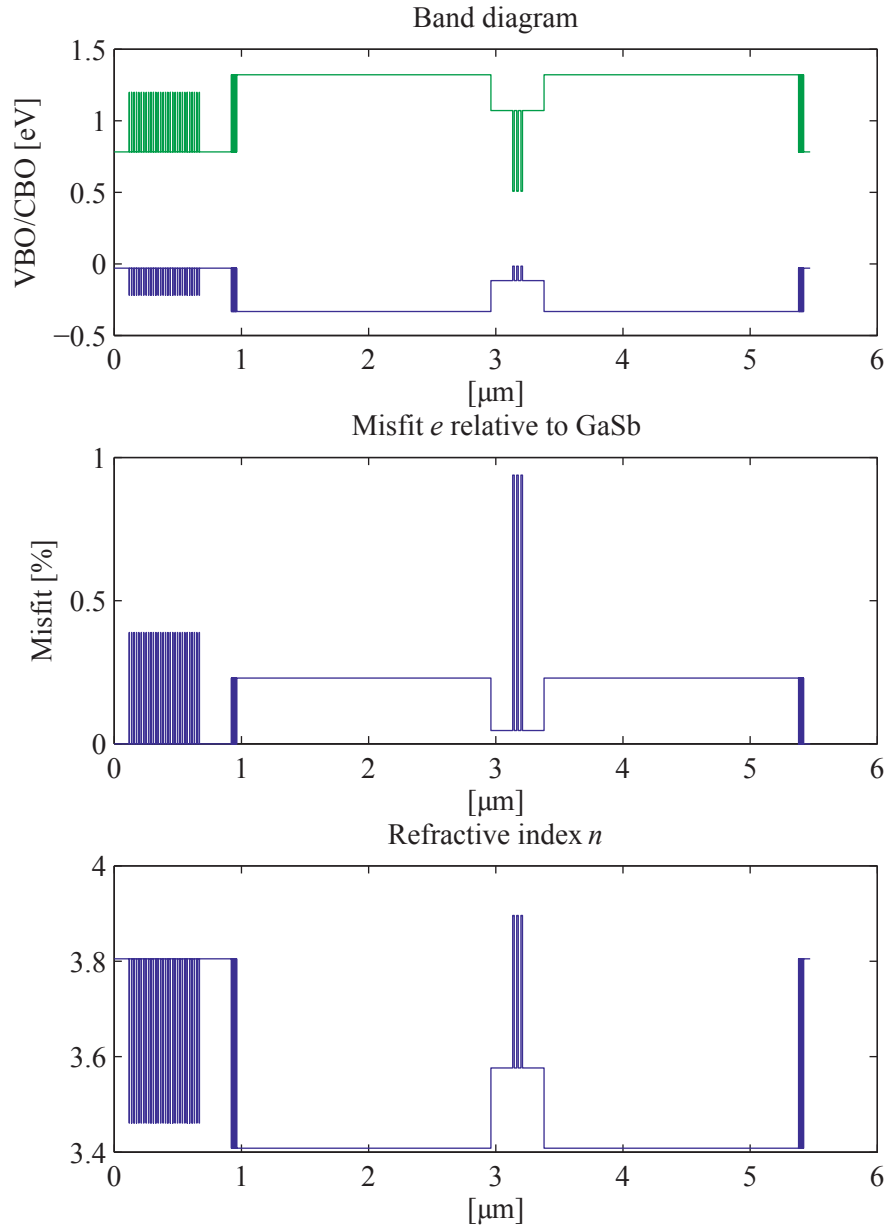 Band diagram
1.5
1
0.5
0
−0.5
VBO/CBO [eV]
0 1 2 3 4 5 6
[μm]
Misfit e relative to GaSb
1
0.5
0
Misfit [%]
0 1 2 3 4 5 6
[μm]
Refractive index n
4
3.8
3.6
3.4
0 1 2 3 4 5 6
[μm]